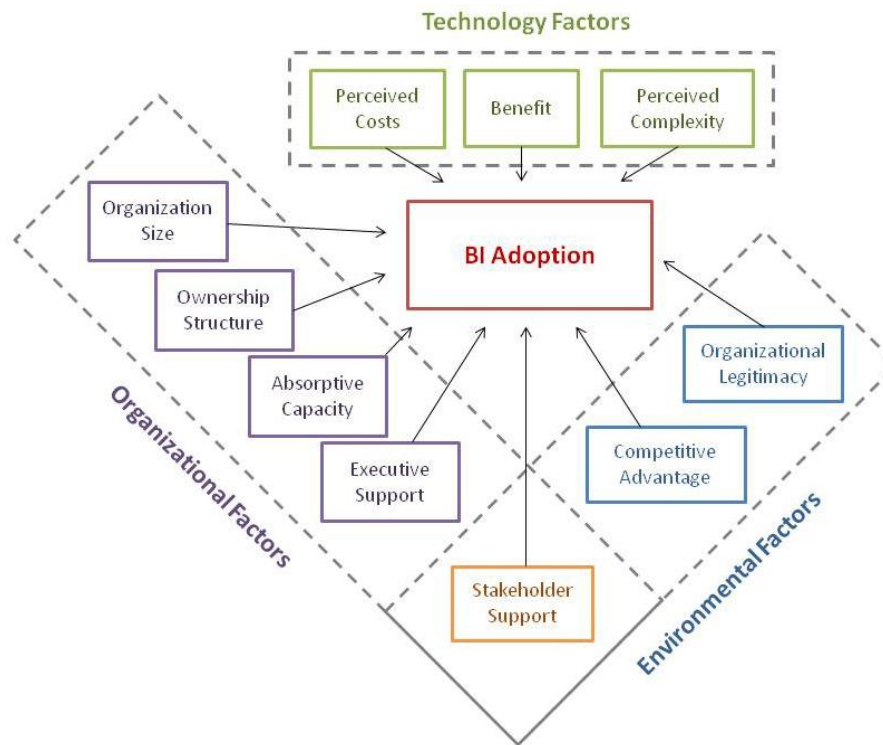 Technology Factors
Perceived
Costs
Benefit
Perceived
Complexity
Organization
Size
BI Adoption
Ownership
Structure
Organizational
Legitimacy
Absorptive
Capacity
Executive
Support
Competitive
Advantage
Organizational Factors
Stakeholder
Support
Environmental Factors